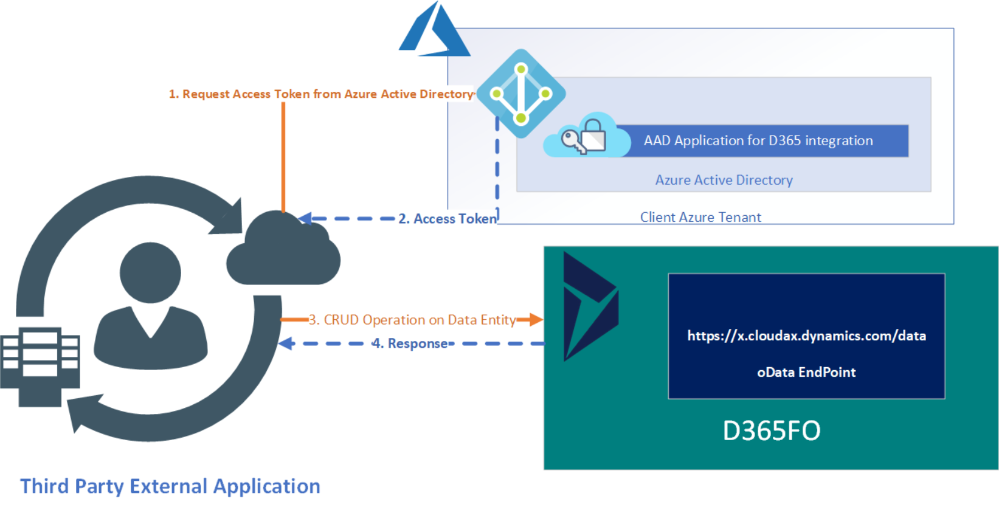 1. Request Access Token from Azure Active Directory
AAD Application for D365 integration
Azure Active Directory
2. Access Token
Client Azure Tenant
3. CRUD Operation on Data Entity
4. Response
https://x.cloudax.dynamics.com/data
oData EndPoint
D365FO
Third Party External Application